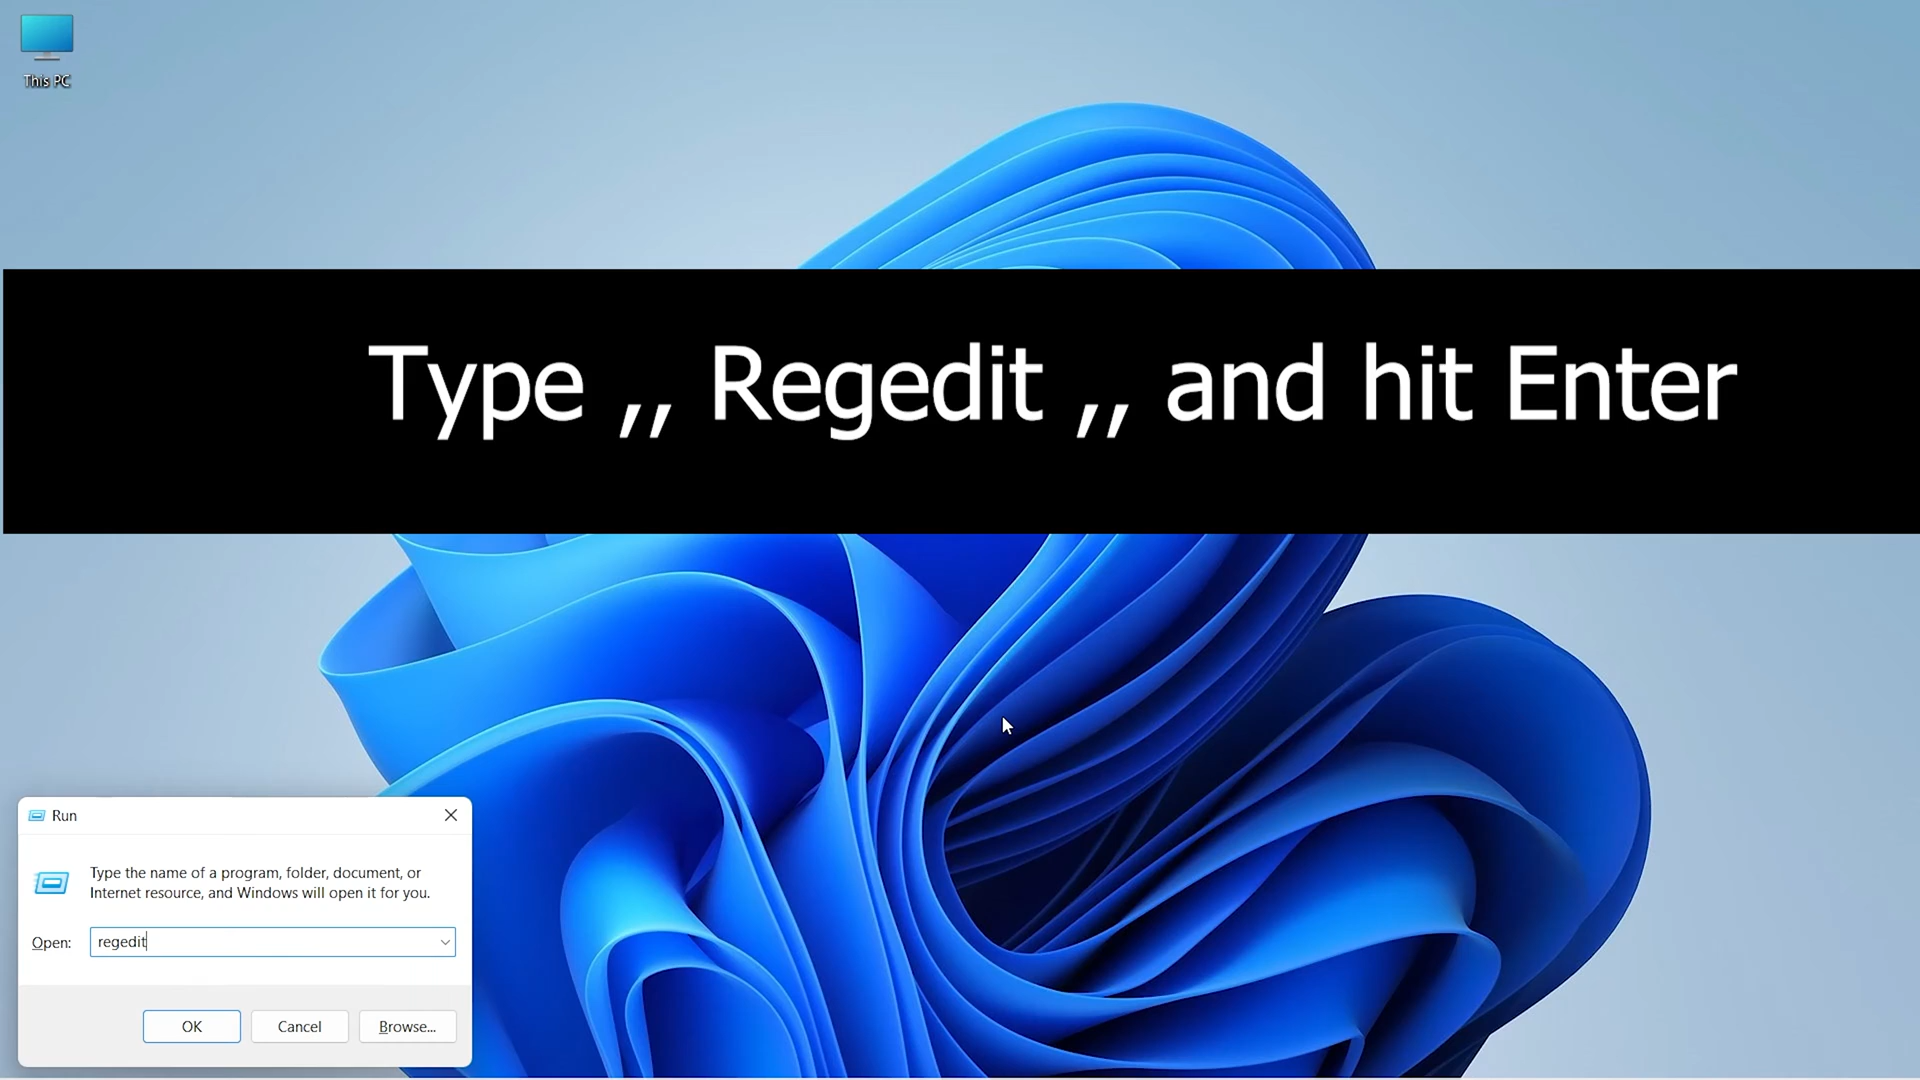 This PC
Type ,, Regedit ,, and hit Enter
Run
Type the name of a program, folder, document, or
Internet resource, and Windows will open it for you.
Open: regedit
OK Cancel Browse...